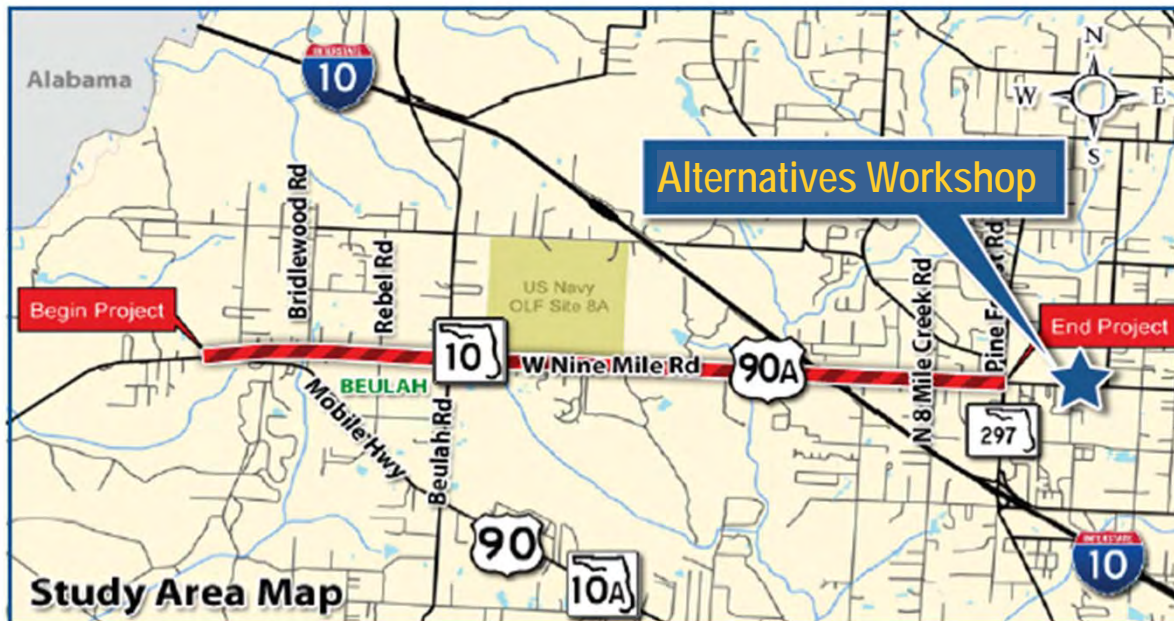 Alabama
INTERSTATE
10
N
W
E
S
Alternatives Workshop
Bridlewood Rd
Rebel Rd
US Navy
OLF Site 8A
Begin Project
End Project
N 8 Mile Creek Rd
10
W Nine Mile Rd
90A
BEULAH
Mobile Hwy
Beulah Rd
297
90
10A
INTERSTATE
10
Study Area Map